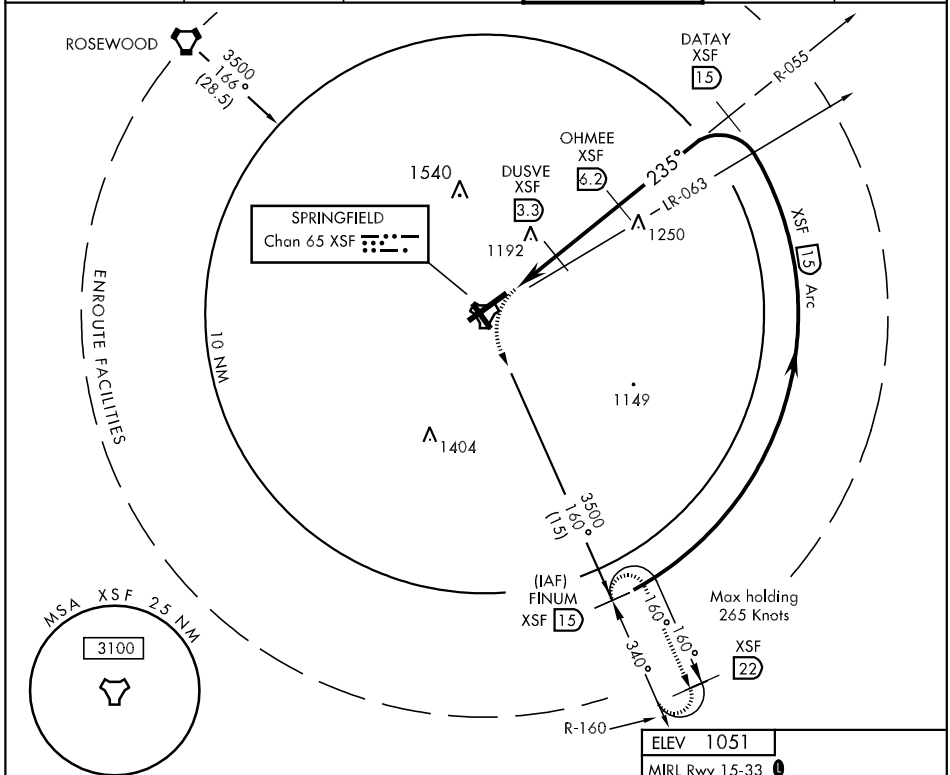 ROSEWOOD
3500
166°
(28.5)
DATAY
XSF
15
R-055
OHMEE
XSF
6.2
235°
LR-063
DUSVE
XSF
3.3
1540
1192
1250
SPRINGFIELD
Chan 65 XSF
XSF 15 Arc
ENROUTE FACILITIES
10 NM
1149
1404
3500
160°
(15)
(IAF)
FINUM
XSF 15
160°
160°
340°
Max holding
265 Knots
XSF
22
R-160
MSA XSF 25 NM
3100
ELEV 1051
MIRL Rwy 15-33 L